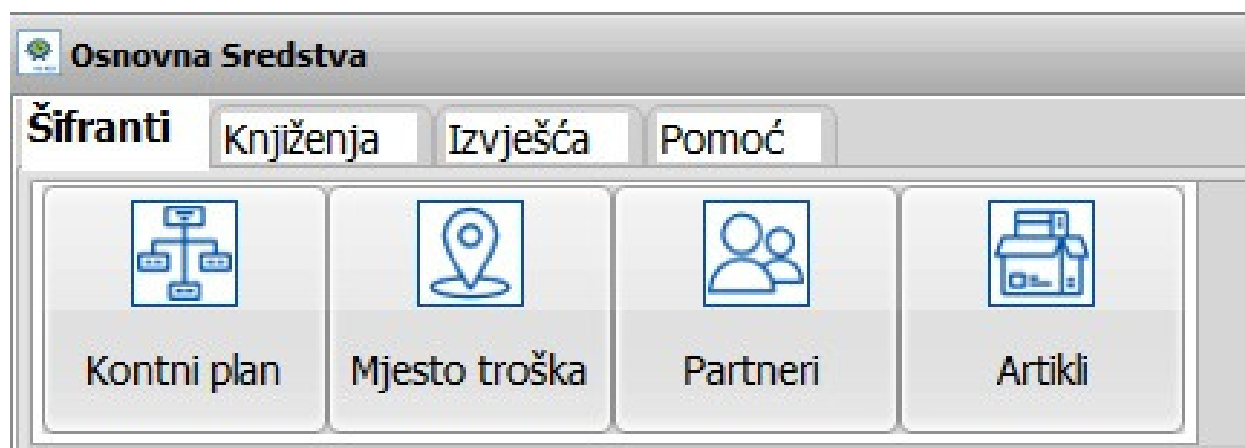 Osnovna Sredstva
Šifranti Knjiženja Izvješća Pomoć
Kontni plan Mjesto troška Partneri Artikli